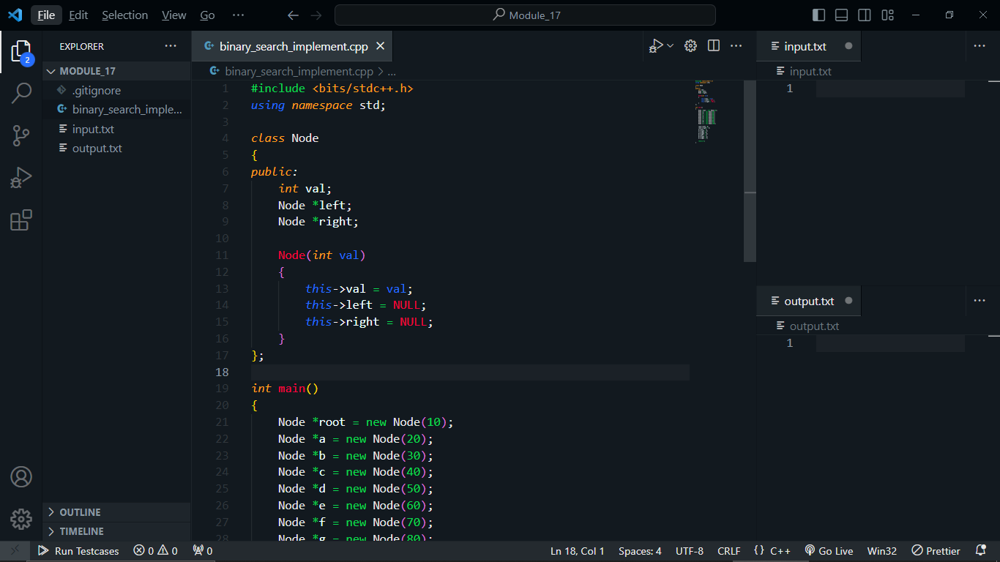 File Edit Selection View Go ··· Module_17
EXPLORER ···
MODULE_17
.gitignore
binary_search_imple...
input.txt
output.txt
OUTLINE
TIMELINE
2
binary_search_implement.cpp
binary_search_implement.cpp > ...
1 #include <bits/stdc++.h>
2 using namespace std;
3
4 class Node
5 {
6 public:
7     int val;
8     Node *left;
9     Node *right;
10
11     Node(int val)
12     {
13         this->val = val;
14         this->left = NULL;
15         this->right = NULL;
16     }
17 };
18
19 int main()
20 {
21     Node *root = new Node(10);
22     Node *a = new Node(20);
23     Node *b = new Node(30);
24     Node *c = new Node(40);
25     Node *d = new Node(50);
26     Node *e = new Node(60);
27     Node *f = new Node(70);
28     Node *g = new Node(80);
input.txt
input.txt
1
output.txt
output.txt
1
Run Testcases 0 0 0 Ln 18, Col 1 Spaces: 4 UTF-8 CRLF {} C++ Go Live Win32 Prettier